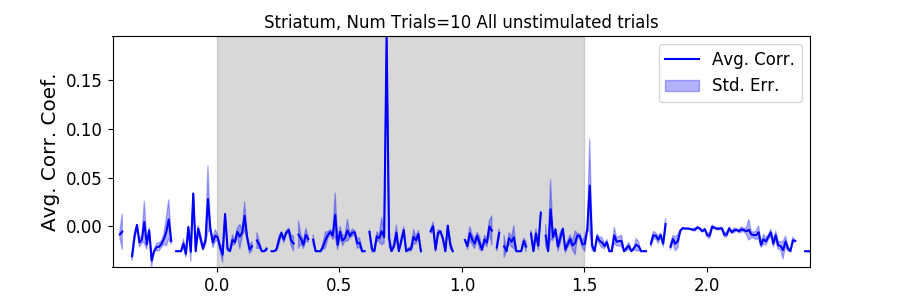 Striatum, Num Trials=10 All unstimulated trials
Avg. Corr. Coef.
0.15
0.10
0.05
0.00
Avg. Corr.
Std. Err.
0.0 0.5 1.0 1.5 2.0